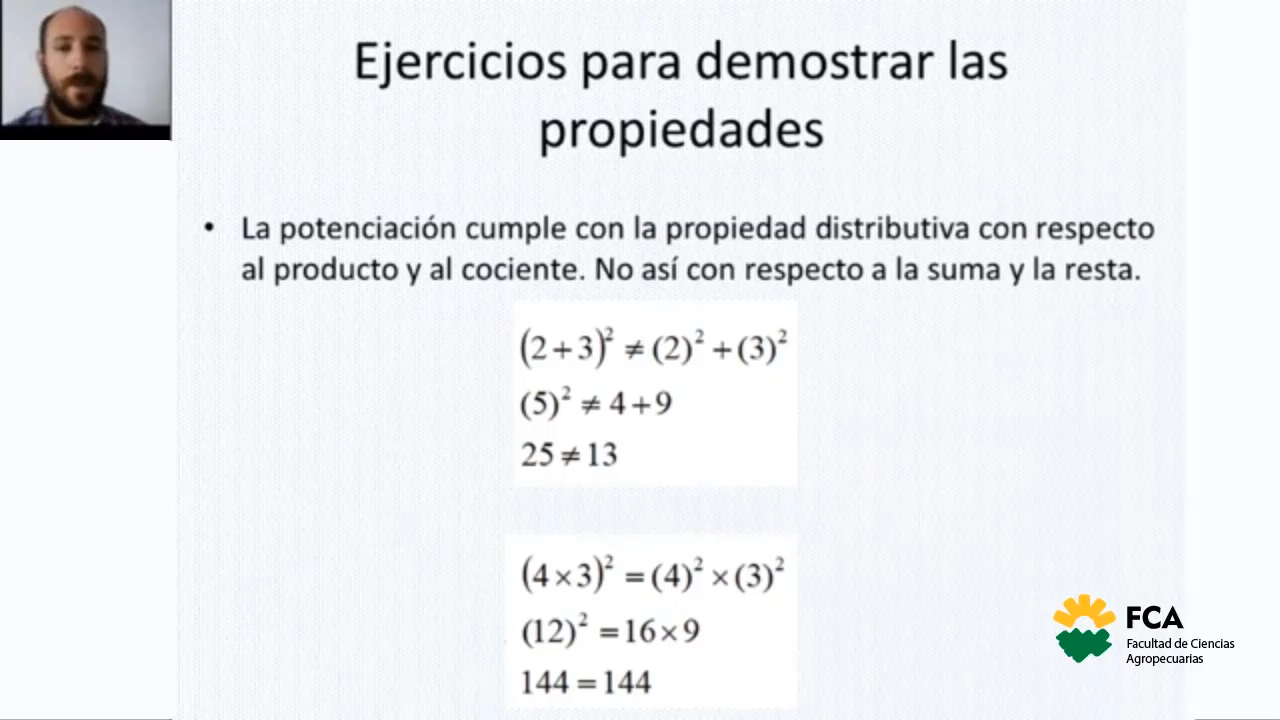 Ejercicios para demostrar las
propiedades
• La potenciación cumple con la propiedad distributiva con respecto
al producto y al cociente. No así con respecto a la suma y la resta.
(2+3)² ≠ (2)² + (3)²
(5)² ≠ 4+9
25 ≠ 13
(4×3)² = (4)² × (3)²
(12)² = 16×9
144 = 144
FCA
Facultad de Ciencias
Agropecuarias